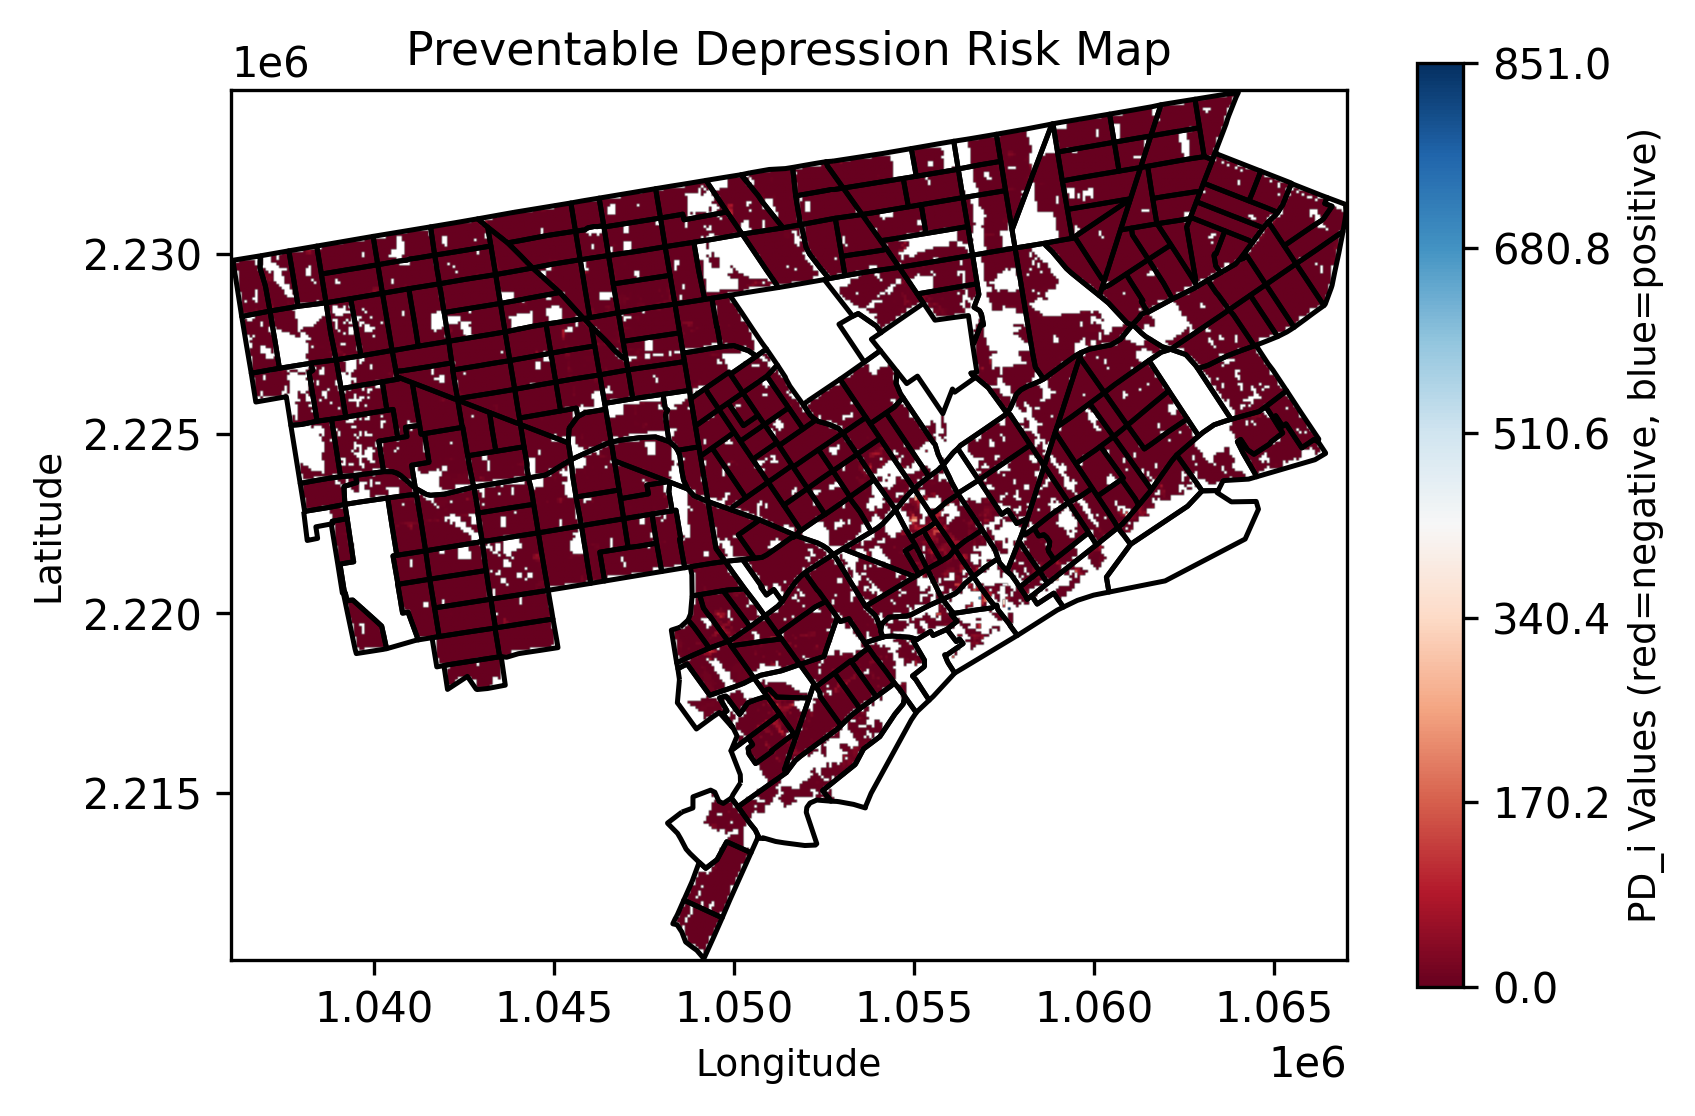 Preventable Depression Risk Map
1e6
2.230
2.225
2.220
2.215
Latitude
1.040
1.045
1.050
1.055
1.060
1.065
Longitude
1e6
851.0
680.8
510.6
340.4
170.2
0.0
PD_i Values (red=negative, blue=positive)